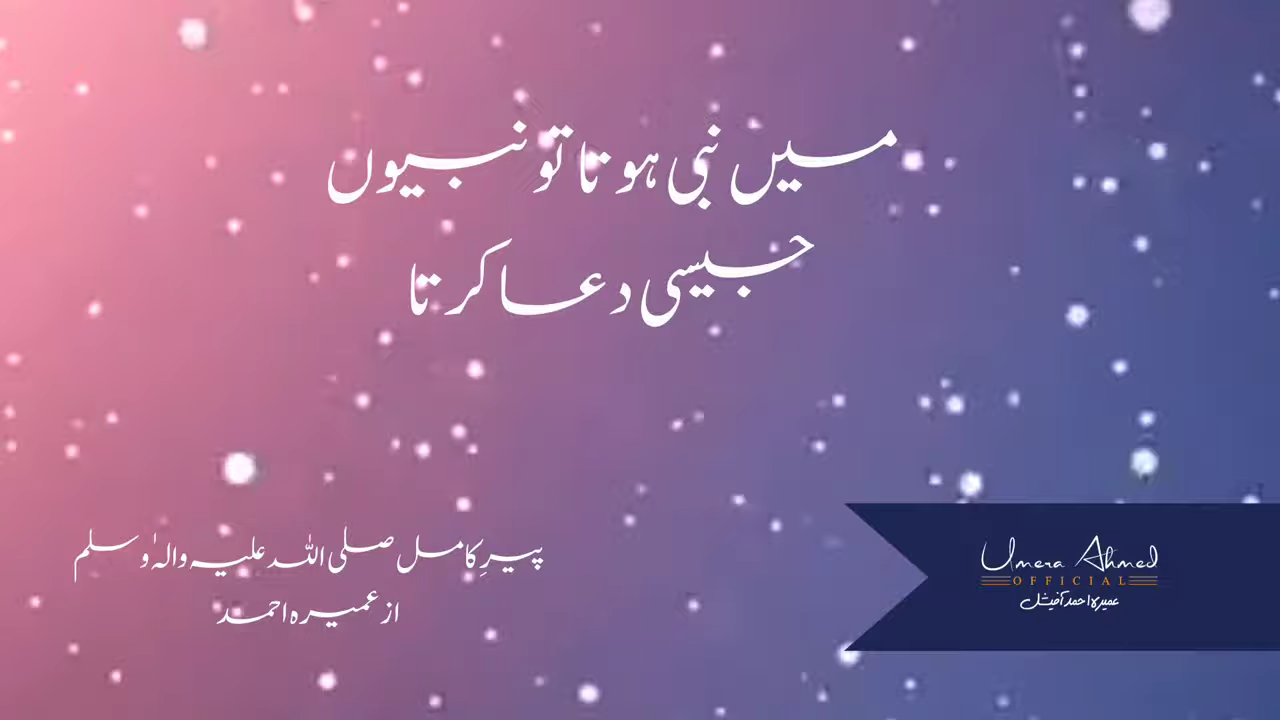 میں نبی ہوتا تو نبیوں
جیسی دعا کرتا
پیرِکامل صلی اللہ علیہ والہٰ وسلم
از عمیرہ احمد
Umera Ahmed
OFFICIAL
عمیرہ احمد آفیشل